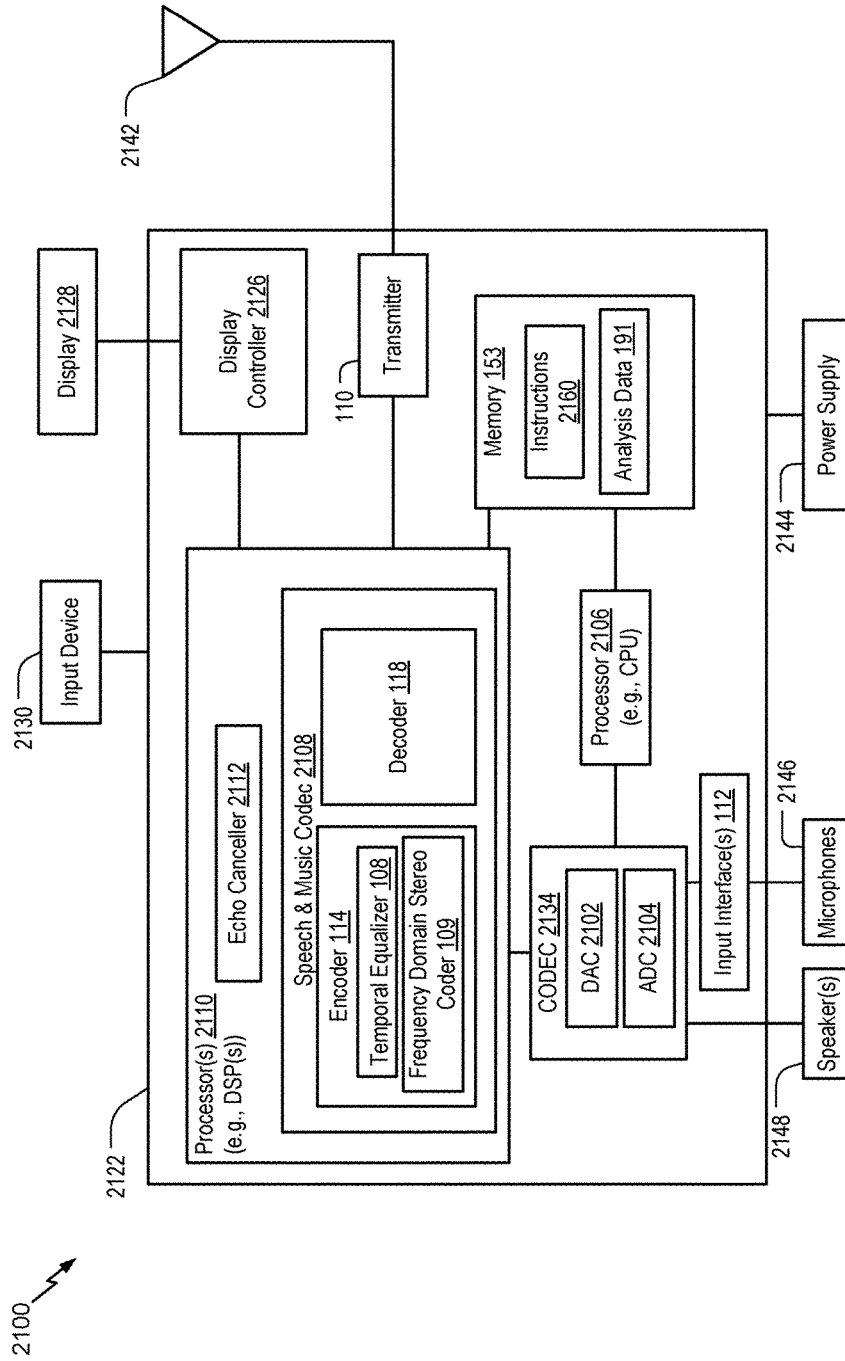 2100
2122
2130
Input Device
Display 2128
2142
Display
Controller 2126
110
Transmitter
Processor(s) 2110
(e.g., DSP(s))
Echo Canceller 2112
Speech & Music Codec 2108
Encoder 114
Temporal Equalizer 108
Frequency Domain Stereo
Coder 109
Decoder 118
Memory 153
Instructions
2160
Analysis Data 191
CODEC 2134
DAC 2102
ADC 2104
Processor 2106
(e.g., CPU)
Input Interface(s) 112
2148
Speaker(s)
2146
Microphones
2144
Power Supply